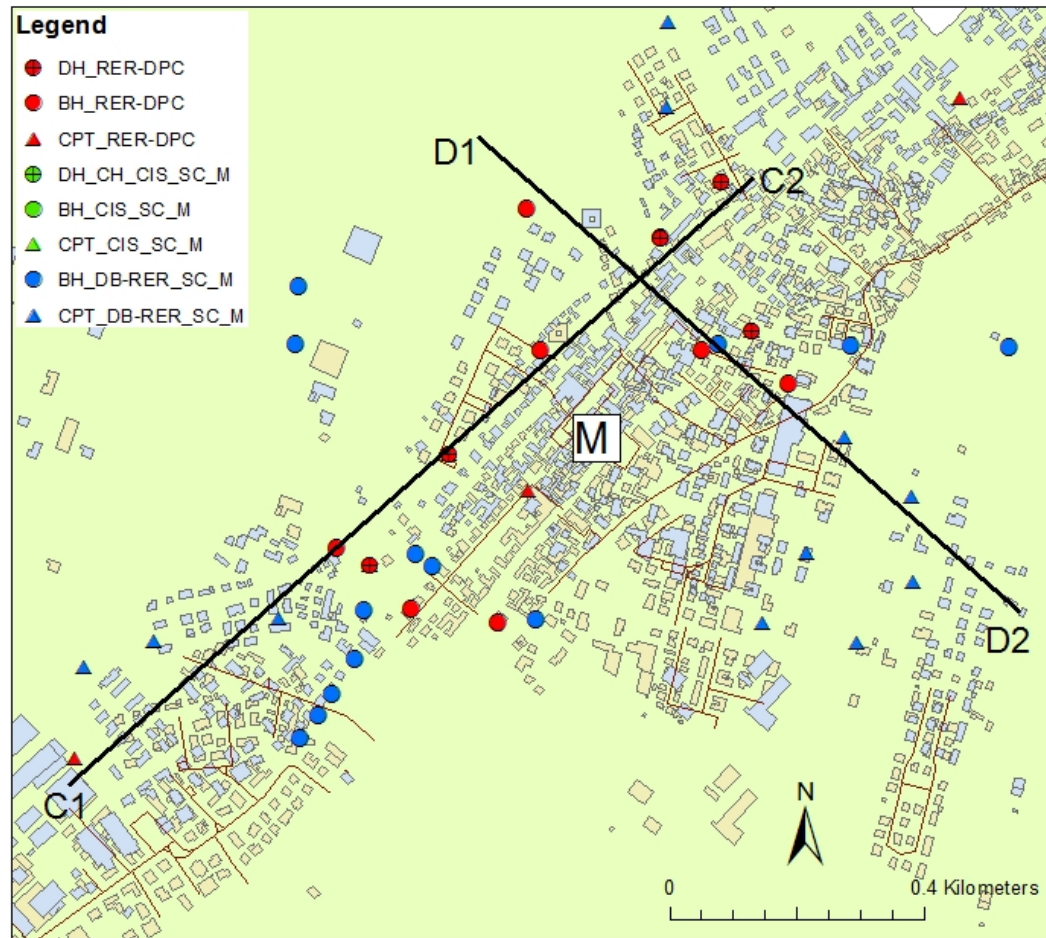 Legend
DH_RER-DPC
BH_RER-DPC
CPT_RER-DPC
DH_CH_CIS_SC_M
BH_CIS_SC_M
CPT_CIS_SC_M
BH_DB-RER_SC_M
CPT_DB-RER_SC_M
D1
C2
M
D2
C1
N
0 0.4 Kilometers